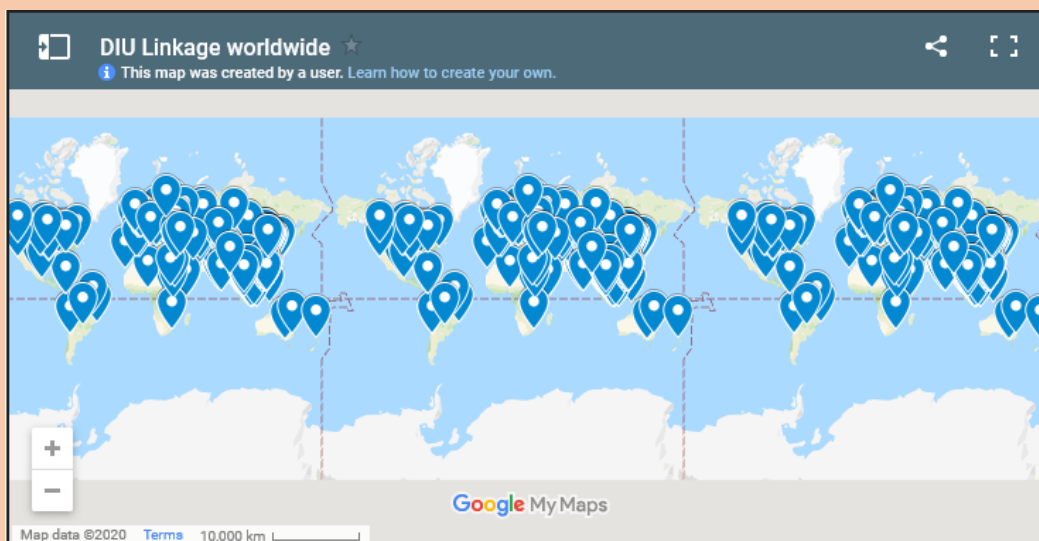 DIU Linkage worldwide
This map was created by a user. Learn how to create your own.
Google My Maps
Map data ©2020 Terms 10,000 km